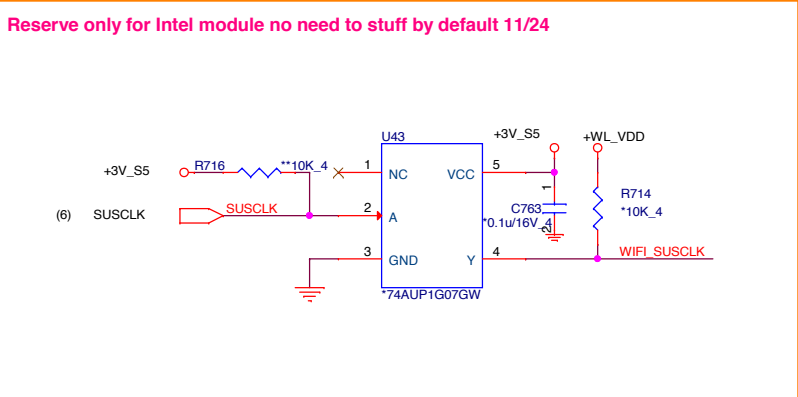 Reserve only for Intel module no need to stuff by default 11/24
U43
+3V_S5
+WL_VDD
+3V_S5
R716
**10K_4
1
NC
VCC
5
(6)
SUSCLK
SUSCLK
2
A
1
C763
*0.1u/16V_4
2
R714
*10K_4
3
GND
Y
4
WIFI_SUSCLK
*74AUP1G07GW